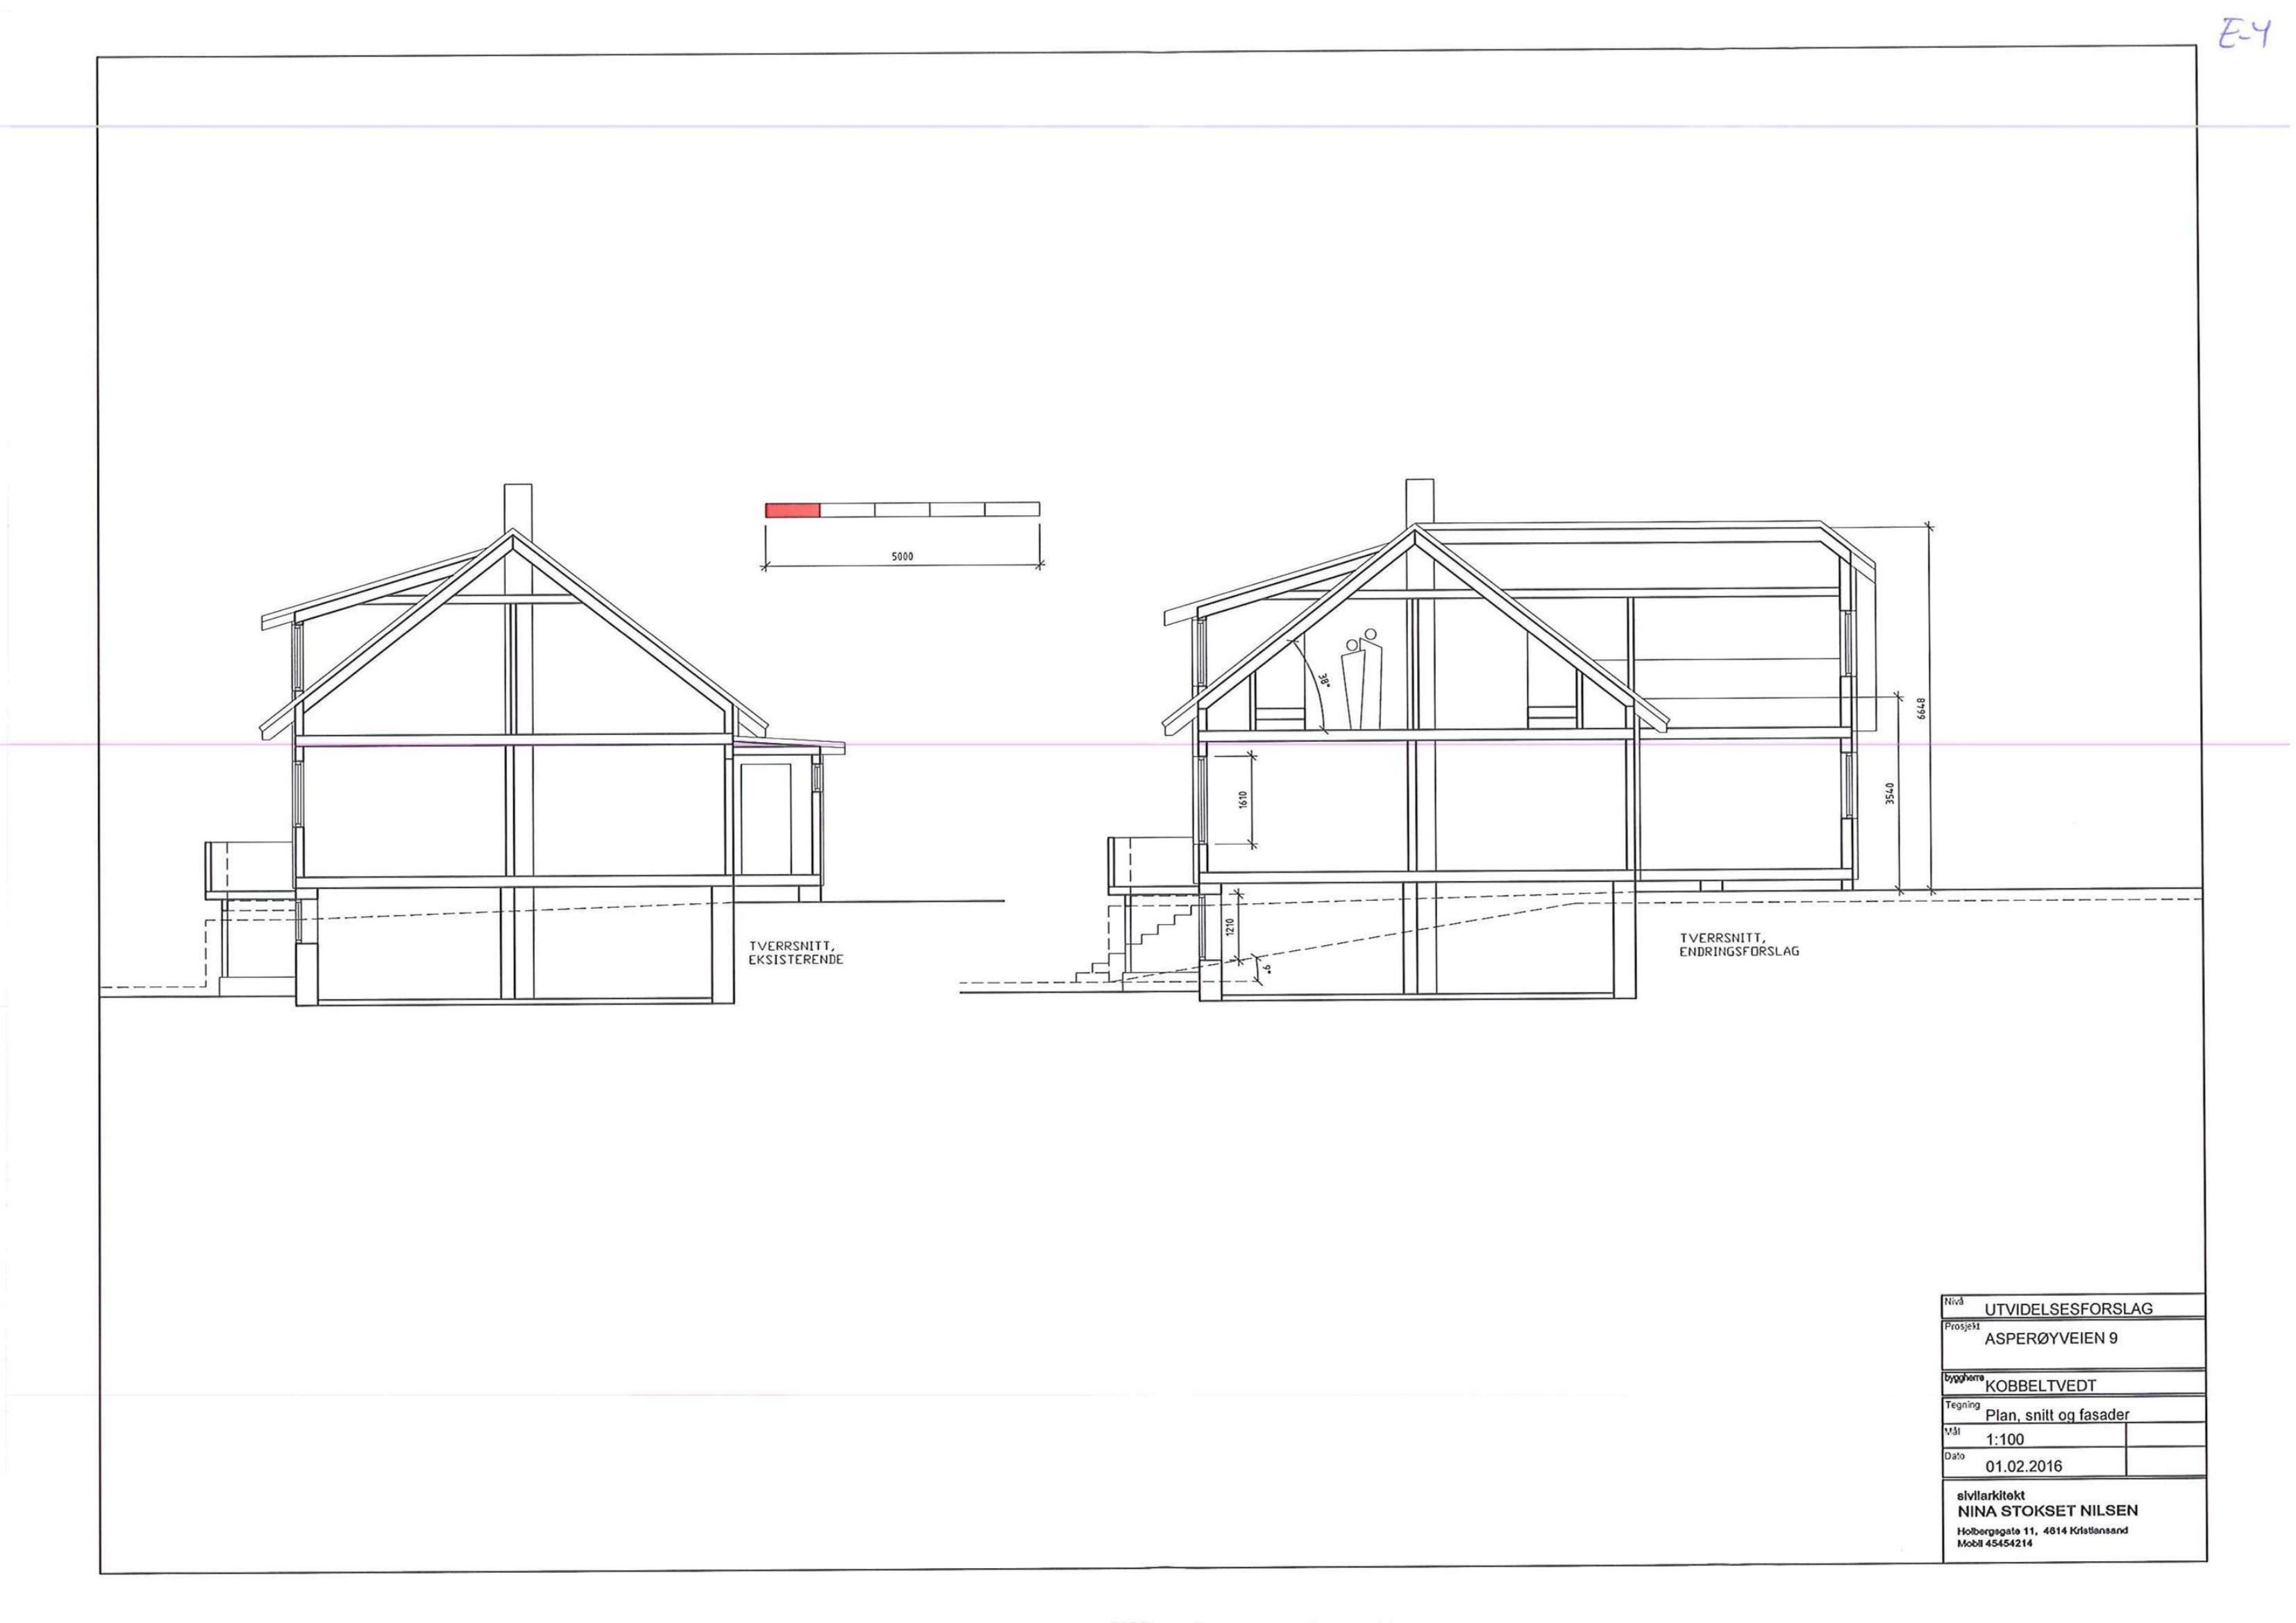 E-4
5000
38°
6648
3540
1610
1210
TVERRSNITT,
EKSISTERENDE
TVERRSNITT,
ENDRINGSFORSLAG
Nivå UTVIDELSESFORSLAG
Prosjekt ASPERØYVEIEN 9
byggherre KOBBELTVEDT
Tegning Plan, snitt og fasader
Mål 1:100
Dato 01.02.2016
sivilarkitekt
NINA STOKSET NILSEN
Holbergsgate 11, 4614 Kristiansand
Mobil 45454214